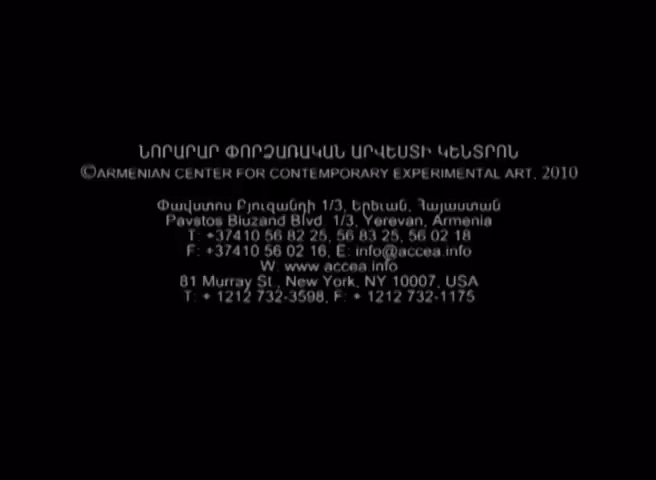 ՆՈՐԱՐԱՐ ՓՈՐՁԱՌԱԿԱՆ ԱՐՎԵՍՏԻ ԿԵՆՏՐՈՆ
©ARMENIAN CENTER FOR CONTEMPORARY EXPERIMENTAL ART, 2010
Փավստոս Բյուզանդի 1/3, Երեւան, Հայաստան
Pavstos Biuzand Blvd. 1/3, Yerevan, Armenia
T: +37410 56 82 25, 56 83 25, 56 02 18
F: +37410 56 02 16, E: info@accea.info
W: www.accea.info
81 Murray St., New York, NY 10007, USA
T: + 1212 732-3598, F: + 1212 732-1175